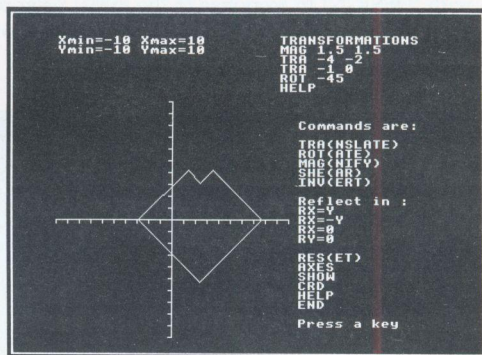 Xmin=-10 Xmax=10
Ymin=-10 Ymax=10
TRANSFORMATIONS
MAG 1.5 1.5
TRA -4 -2
TRA -1 0
ROT -45
HELP
Commands are:
TRA(NSLATE)
ROT(ATE)
MAG(NIFY)
SHE(AR)
INV(ERT)
Reflect in :
RX=Y
RX=-Y
RX=0
RY=0
RES(ET)
AXES
SHOW
CRD
HELP
END
Press a key